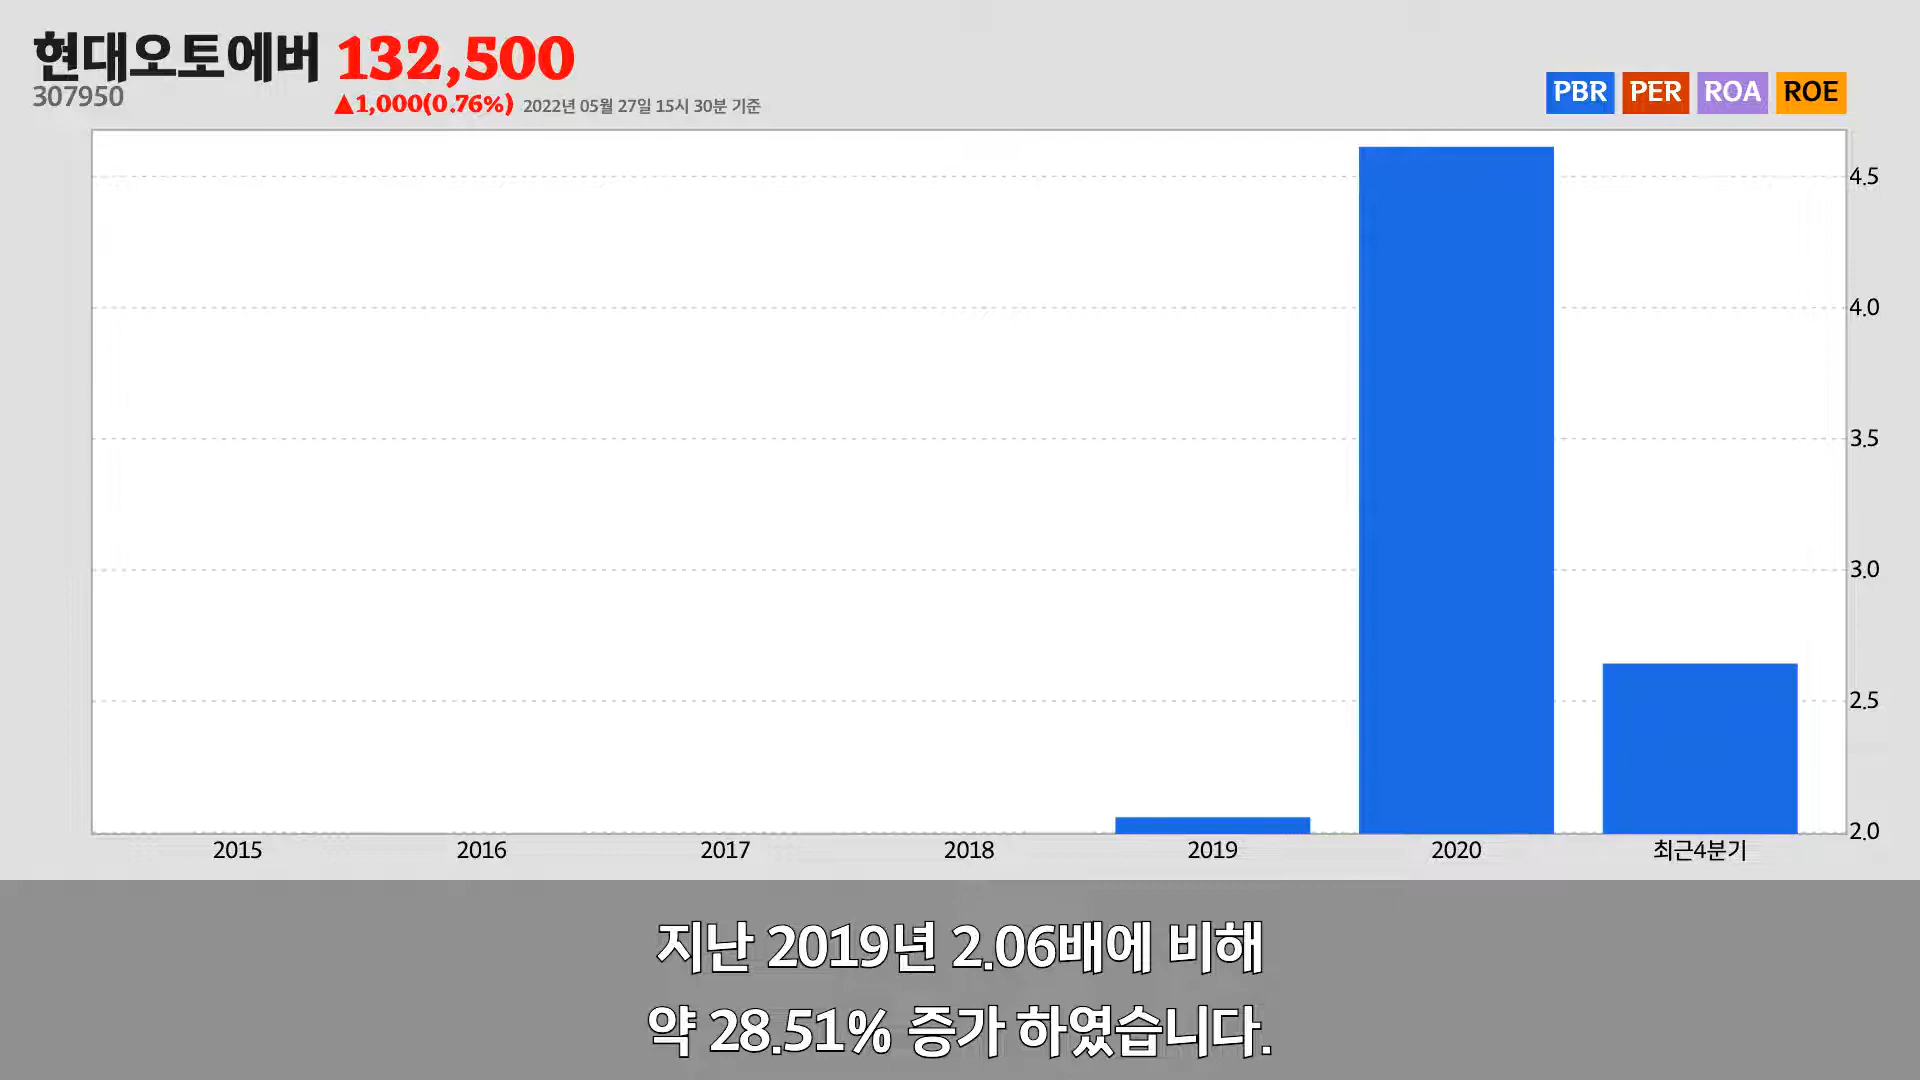 현대오토에버 132,500
307950
▲1,000(0.76%) 2022년 05월 27일 15시 30분 기준
PBR PER ROA ROE
4.5
4.0
3.5
3.0
2.5
2.0
2015 2016 2017 2018 2019 2020 최근4분기
지난 2019년 2.06배에 비해
약 28.51% 증가 하였습니다.